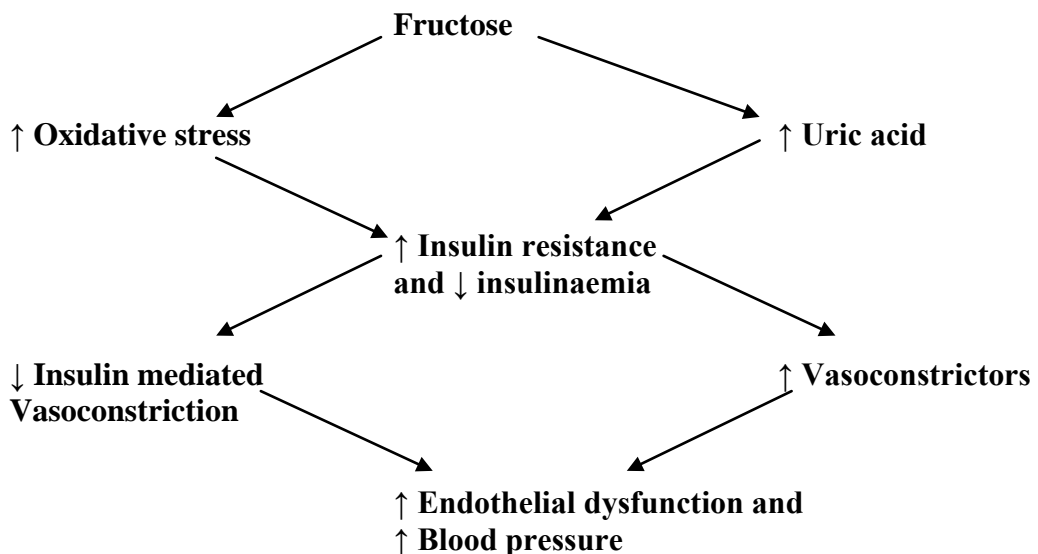 Fructose
↑ Oxidative stress
↑ Uric acid
↑ Insulin resistance
and ↓ insulinaemia
↓ Insulin mediated
Vasoconstriction
↑ Vasoconstrictors
↑ Endothelial dysfunction and
↑ Blood pressure